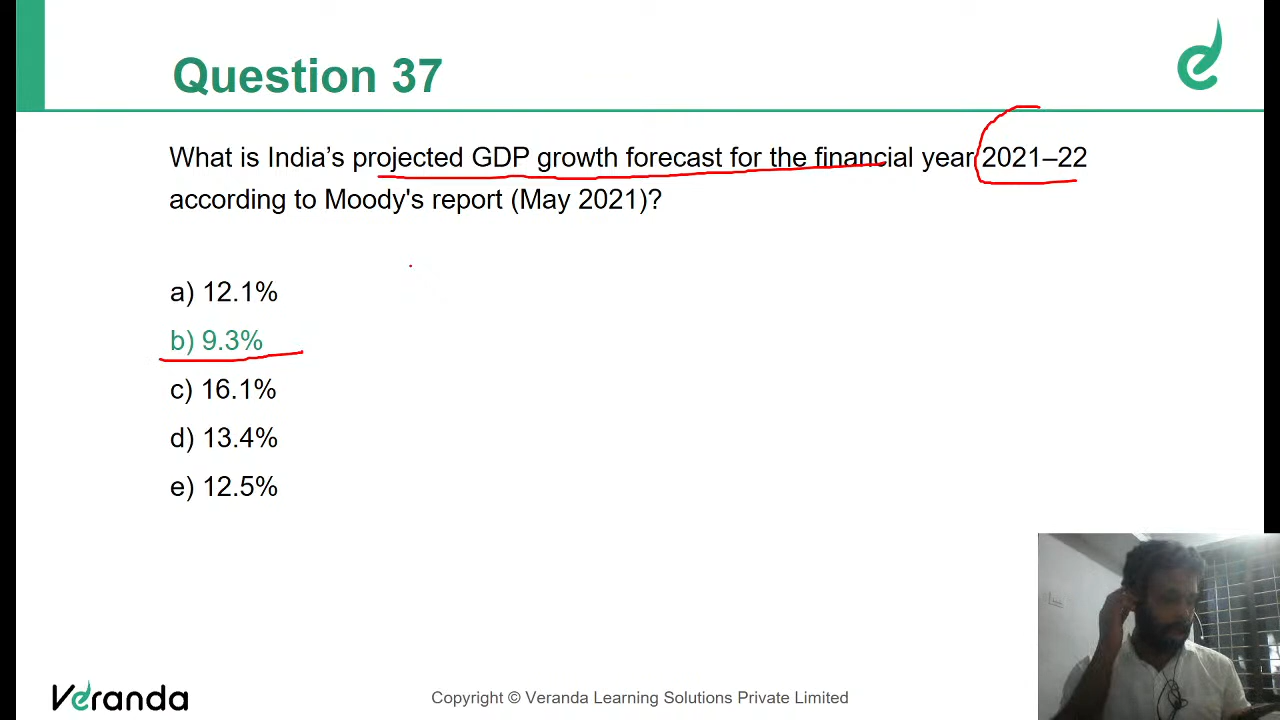 Question 37
What is India's projected GDP growth forecast for the financial year 2021–22
according to Moody's report (May 2021)?
a) 12.1%
b) 9.3%
c) 16.1%
d) 13.4%
e) 12.5%
Veranda
Copyright © Veranda Learning Solutions Private Limited